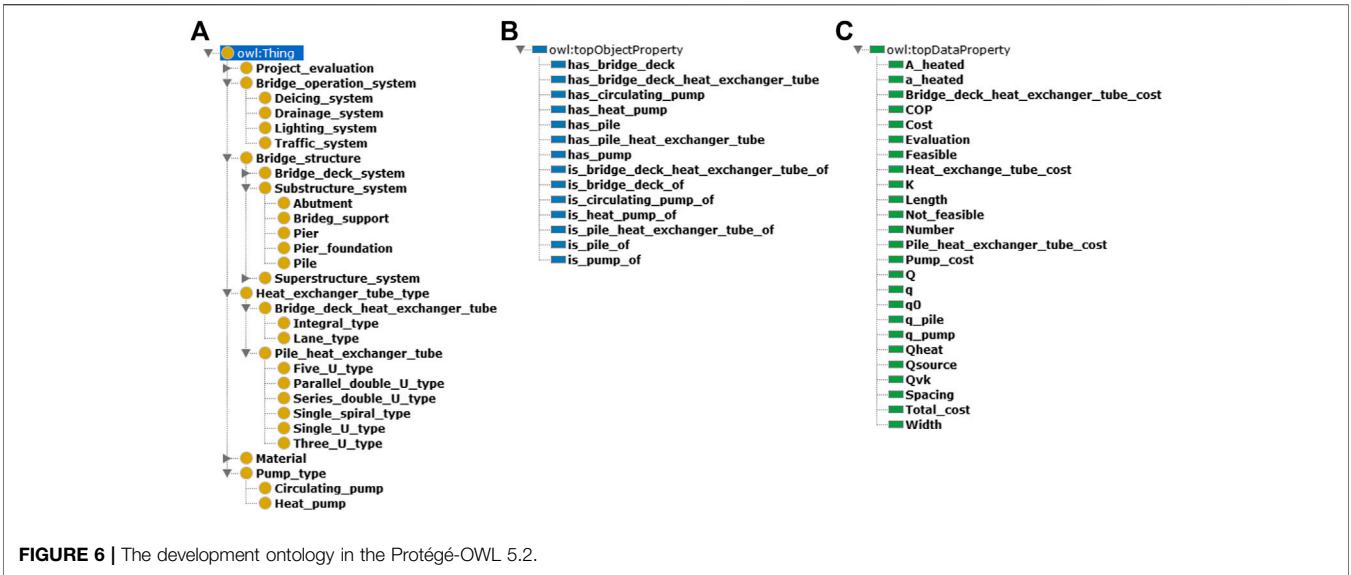 A
owl:Thing
Project_evaluation
Bridge_operation_system
Deicing_system
Drainage_system
Lighting_system
Traffic_system
Bridge_structure
Bridge_deck_system
Substructure_system
Abutment
Brideg_support
Pier
Pier_foundation
Pile
Superstructure_system
Heat_exchanger_tube_type
Bridge_deck_heat_exchanger_tube
Integral_type
Lane_type
Pile_heat_exchanger_tube
Five_U_type
Parallel_double_U_type
Series_double_U_type
Single_spiral_type
Single_U_type
Three_U_type
Material
Pump_type
Circulating_pump
Heat_pump
B
owl:topObjectProperty
has_bridge_deck
has_bridge_deck_heat_exchanger_tube
has_circulating_pump
has_heat_pump
has_pile
has_pile_heat_exchanger_tube
has_pump
is_bridge_deck_heat_exchanger_tube_of
is_bridge_deck_of
is_circulating_pump_of
is_heat_pump_of
is_pile_heat_exchanger_tube_of
is_pile_of
is_pump_of
C
owl:topDataProperty
A_heated
a_heated
Bridge_deck_heat_exchanger_tube_cost
COP
Cost
Evaluation
Feasible
Heat_exchange_tube_cost
K
Length
Not_feasible
Number
Pile_heat_exchanger_tube_cost
Pump_cost
Q
q
q0
q_pile
q_pump
Qheat
Qsource
Qvk
Spacing
Total_cost
Width
FIGURE 6 | The development ontology in the Protégé-OWL 5.2.